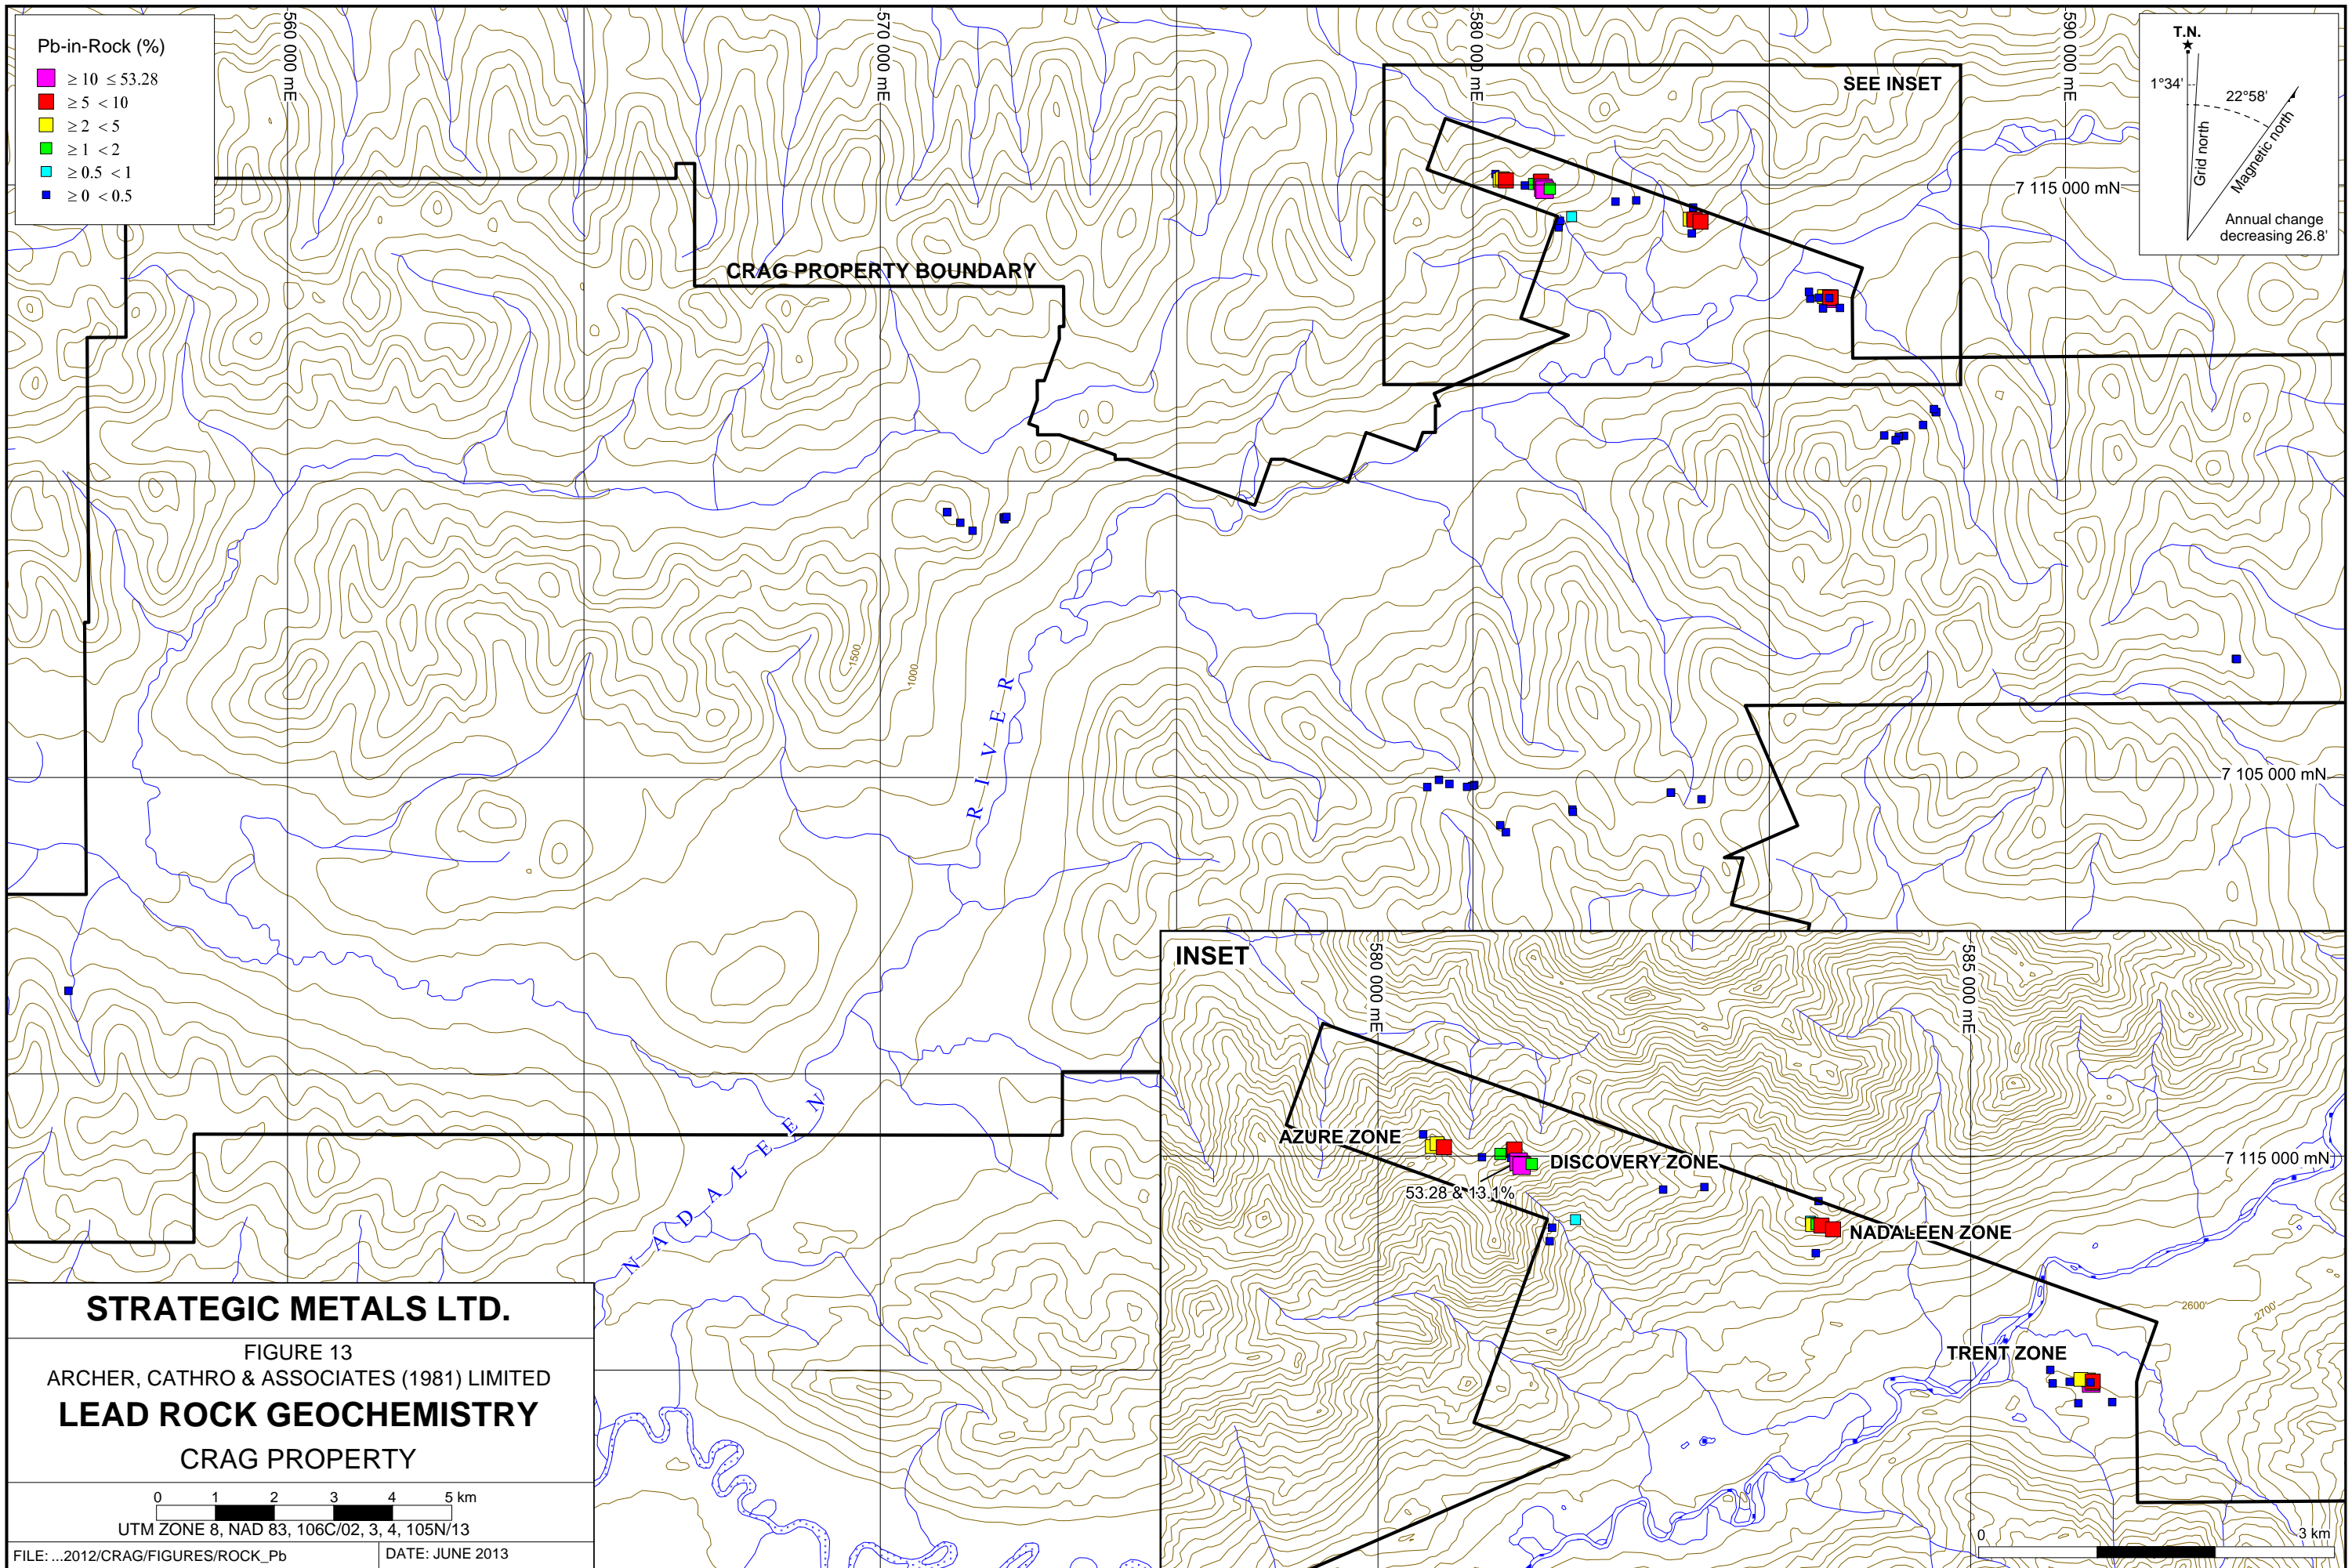 Pb-in-Rock (%)
≥ 10 ≤ 53.28
≥ 5 < 10
≥ 2 < 5
≥ 1 < 2
≥ 0.5 < 1
≥ 0 < 0.5
560 000 mE
570 000 mE
580 000 mE
590 000 mE
SEE INSET
T.N.
1°34'
22°58'
Grid north
Magnetic north
Annual change
decreasing 26.8'
7 115 000 mN
CRAG PROPERTY BOUNDARY
1500
1000
RIVER
7 105 000 mN
NADALEEN
INSET
580 000 mE
585 000 mE
AZURE ZONE
DISCOVERY ZONE
7 115 000 mN
53.28 & 13.1%
NADALEEN ZONE
2600'
2700'
TRENT ZONE
0 3 km
STRATEGIC METALS LTD.
FIGURE 13
ARCHER, CATHRO & ASSOCIATES (1981) LIMITED
LEAD ROCK GEOCHEMISTRY
CRAG PROPERTY
0 1 2 3 4 5 km
UTM ZONE 8, NAD 83, 106C/02, 3, 4, 105N/13
FILE: ...2012/CRAG/FIGURES/ROCK_Pb
DATE: JUNE 2013